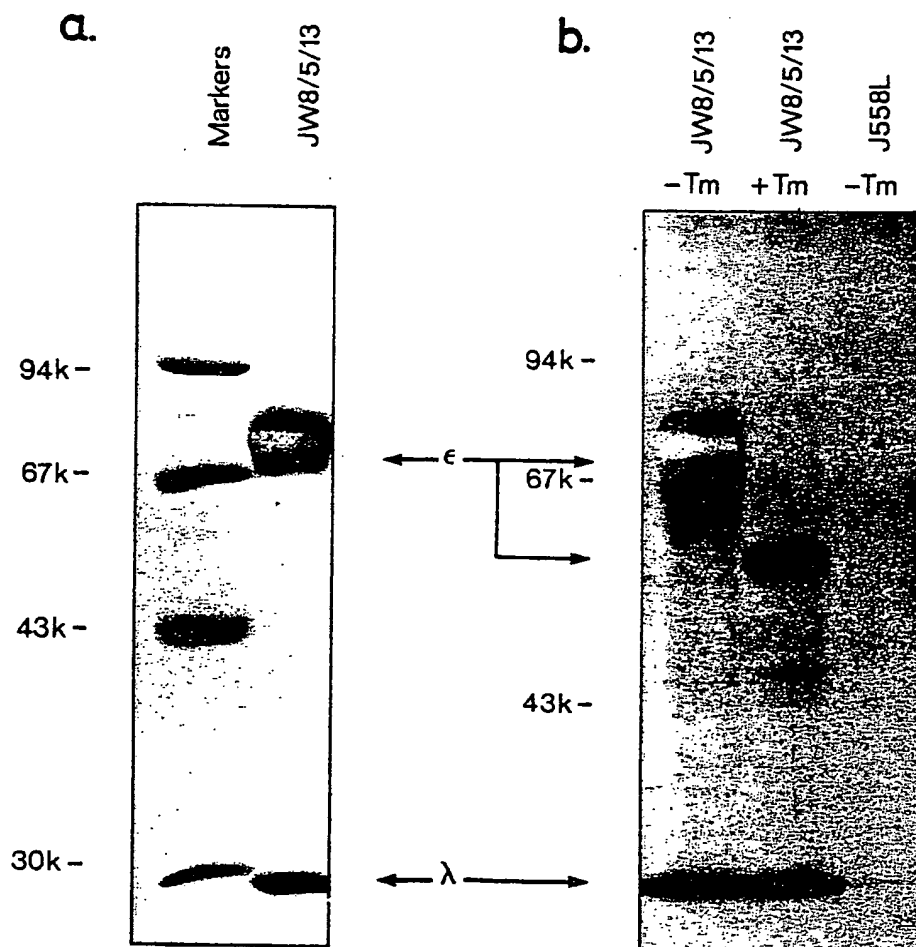 a.
Markers
JW8/5/13
94k-
67k-
43k-
30k-
ϵ
λ
b.
JW8/5/13
JW8/5/13
J558L
-Tm
+Tm
-Tm
94k-
67k-
43k-